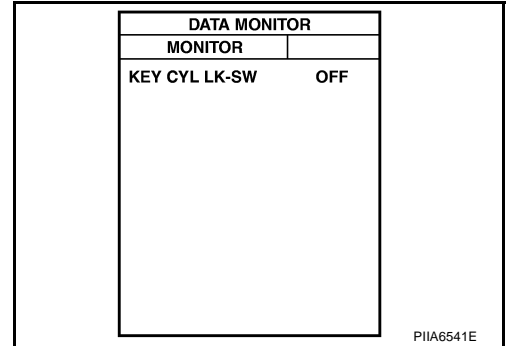 DATA MONITOR
MONITOR
KEY CYL LK-SW OFF
PIIA6541E